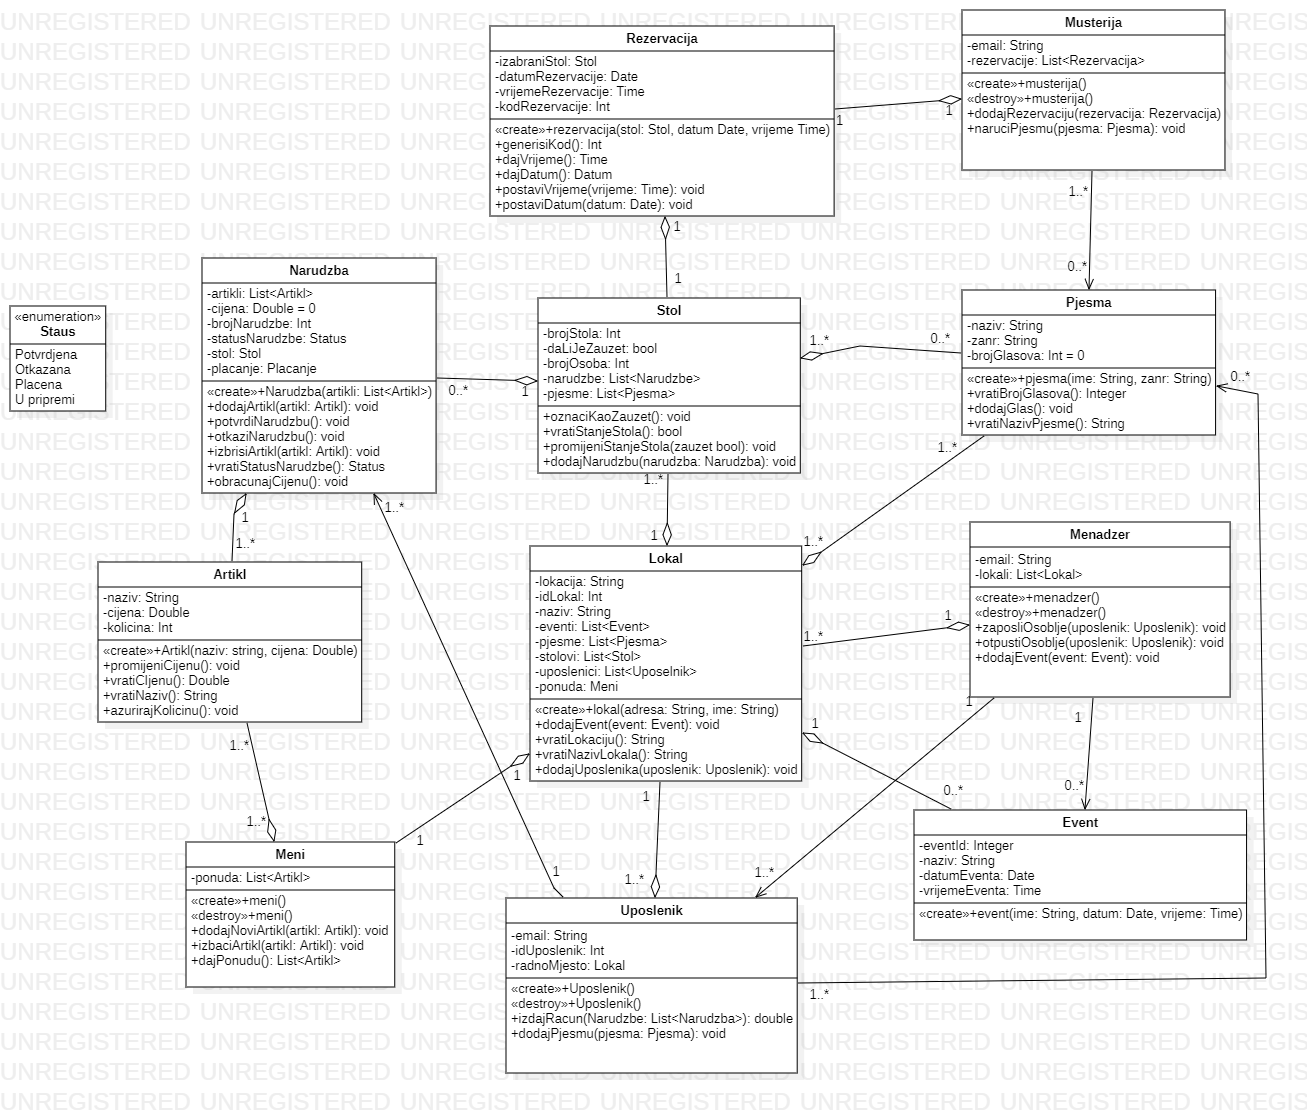 Rezervacija
-izabraniStol: Stol
-datumRezervacije: Date
-vrijemeRezervacije: Time
-kodRezervacije: Int
«create»+rezervacija(stol: Stol, datum Date, vrijeme Time)
+generisiKod(): Int
+dajVrijeme(): Time
+dajDatum(): Datum
+postaviVrijeme(vrijeme: Time): void
+postaviDatum(datum: Date): void
Musterija
-email: String
-rezervacije: List<Rezervacija>
«create»+musterija()
«destroy»+musterija()
+dodajRezervaciju(rezervacija: Rezervacija)
+naruciPjesmu(pjesma: Pjesma): void
1
1
1..*
0..*
1
1
«enumeration»
Staus
Potvrdjena
Otkazana
Placena
U pripremi
Narudzba
-artikli: List<Artikl>
-cijena: Double = 0
-brojNarudzbe: Int
-statusNarudzbe: Status
-stol: Stol
-placanje: Placanje
«create»+Narudzba(artikli: List<Artikl>)
+dodajArtikl(artikl: Artikl): void
+potvrdiNarudzbu(): void
+otkaziNarudzbu(): void
+izbrisiArtikl(artikl: Artikl): void
+vratiStatusNarudzbe(): Status
+obracunajCijenu(): void
0..*
1
Stol
-brojStola: Int
-daLiJeZauzet: bool
-brojOsoba: Int
-narudzbe: List<Narudzbe>
-pjesme: List<Pjesma>
+oznaciKaoZauzet(): void
+vratiStanjeStola(): bool
+promijeniStanjeStola(zauzet bool): void
+dodajNarudzbu(narudzba: Narudzba): void
1..*
0..*
Pjesma
-naziv: String
-zanr: String
-brojGlasova: Int = 0
«create»+pjesma(ime: String, zanr: String)
+vratiBrojGlasova(): Integer
+dodajGlas(): void
+vratiNazivPjesme(): String
0..*
1..*
1..*
1..*
1
1
1..*
1..*
Artikl
-naziv: String
-cijena: Double
-kolicina: Int
«create»+Artikl(naziv: string, cijena: Double)
+promijeniCijenu(): void
+vratiCIjenu(): Double
+vratiNaziv(): String
+azurirajKolicinu(): void
Lokal
-lokacija: String
-idLokal: Int
-naziv: String
-eventi: List<Event>
-pjesme: List<Pjesma>
-stolovi: List<Stol>
-uposlenici: List<Uposelnik>
-ponuda: Meni
«create»+lokal(adresa: String, ime: String)
+dodajEvent(event: Event): void
+vratiLokaciju(): String
+vratiNazivLokala(): String
+dodajUposlenika(uposlenik: Uposlenik): void
1..*
1
Menadzer
-email: String
-lokali: List<Lokal>
«create»+menadzer()
«destroy»+menadzer()
+zaposliOsoblje(uposlenik: Uposlenik): void
+otpustiOsoblje(uposlenik: Uposlenik): void
+dodajEvent(event: Event): void
1
1
1
0..*
0..*
1..*
1..*
1
1
1
1..*
1
1..*
Meni
-ponuda: List<Artikl>
«create»+meni()
«destroy»+meni()
+dodajNoviArtikl(artikl: Artikl): void
+izbaciArtikl(artikl: Artikl): void
+dajPonudu(): List<Artikl>
Event
-eventId: Integer
-naziv: String
-datumEventa: Date
-vrijemeEventa: Time
«create»+event(ime: String, datum: Date, vrijeme: Time)
Uposlenik
-email: String
-idUposlenik: Int
-radnoMjesto: Lokal
«create»+Uposlenik()
«destroy»+Uposlenik()
+izdajRacun(Narudzbe: List<Narudzba>): double
+dodajPjesmu(pjesma: Pjesma): void
1..*